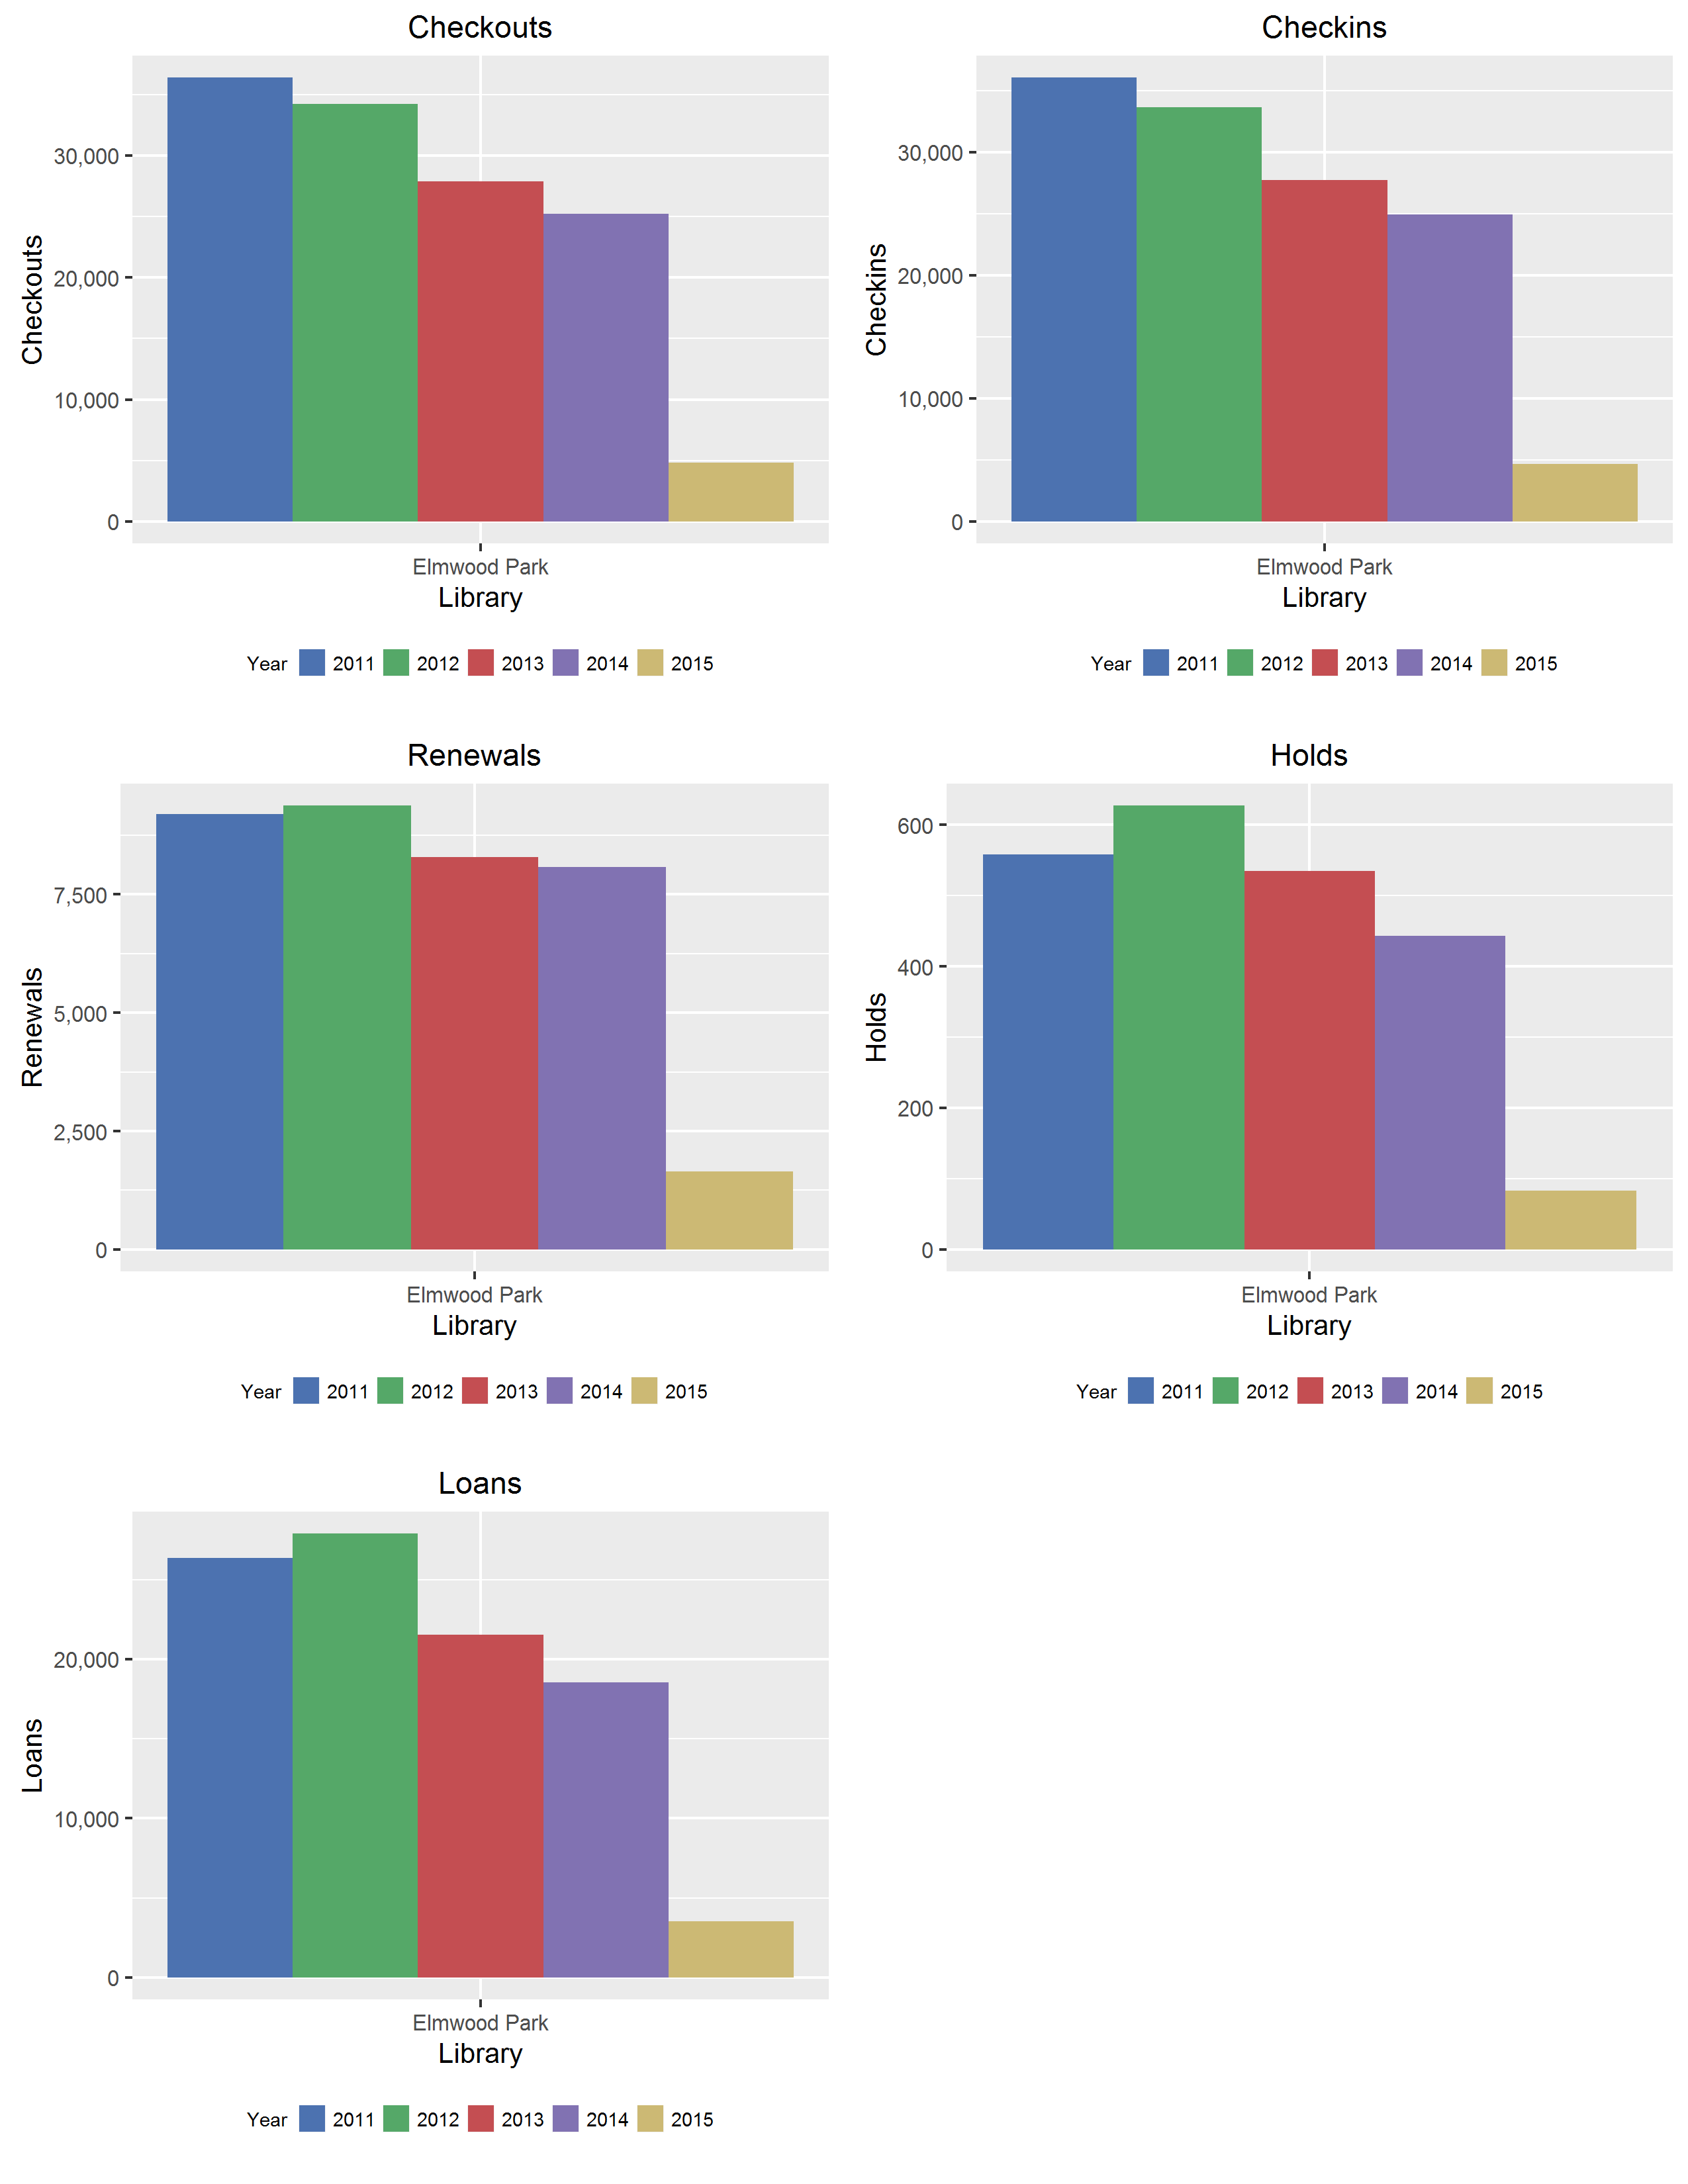 Checkouts
Checkouts
30,000
20,000
10,000
0
Elmwood Park
Library
Year 2011 2012 2013 2014 2015
Checkins
Checkins
30,000
20,000
10,000
0
Elmwood Park
Library
Year 2011 2012 2013 2014 2015
Renewals
Renewals
7,500
5,000
2,500
0
Elmwood Park
Library
Year 2011 2012 2013 2014 2015
Holds
Holds
600
400
200
0
Elmwood Park
Library
Year 2011 2012 2013 2014 2015
Loans
Loans
20,000
10,000
0
Elmwood Park
Library
Year 2011 2012 2013 2014 2015